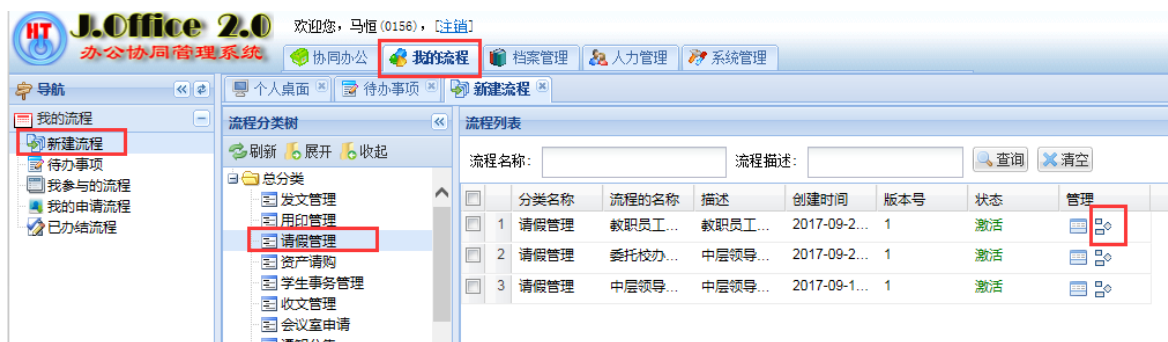 HT J.Office 2.0 欢迎您，马恒(0156)，[注销]
办公协同管理系统
协同办公 我的流程 档案管理 人力管理 系统管理
导航 个人桌面 待办事项 新建流程
我的流程 流程分类树 流程列表
新建流程 刷新 展开 收起
待办事项 流程名称： 流程描述： 查询 清空
我参与的流程
我的申请流程
已办结流程
总分类
发文管理
用印管理
请假管理
资产请购
学生事务管理
收文管理
会议室申请
分类名称 流程的名称 描述 创建时间 版本号 状态 管理
1 请假管理 教职员工... 教职员工... 2017-09-2... 1 激活
2 请假管理 委托校办... 中层领导... 2017-09-2... 1 激活
3 请假管理 中层领导... 中层领导... 2017-09-1... 1 激活